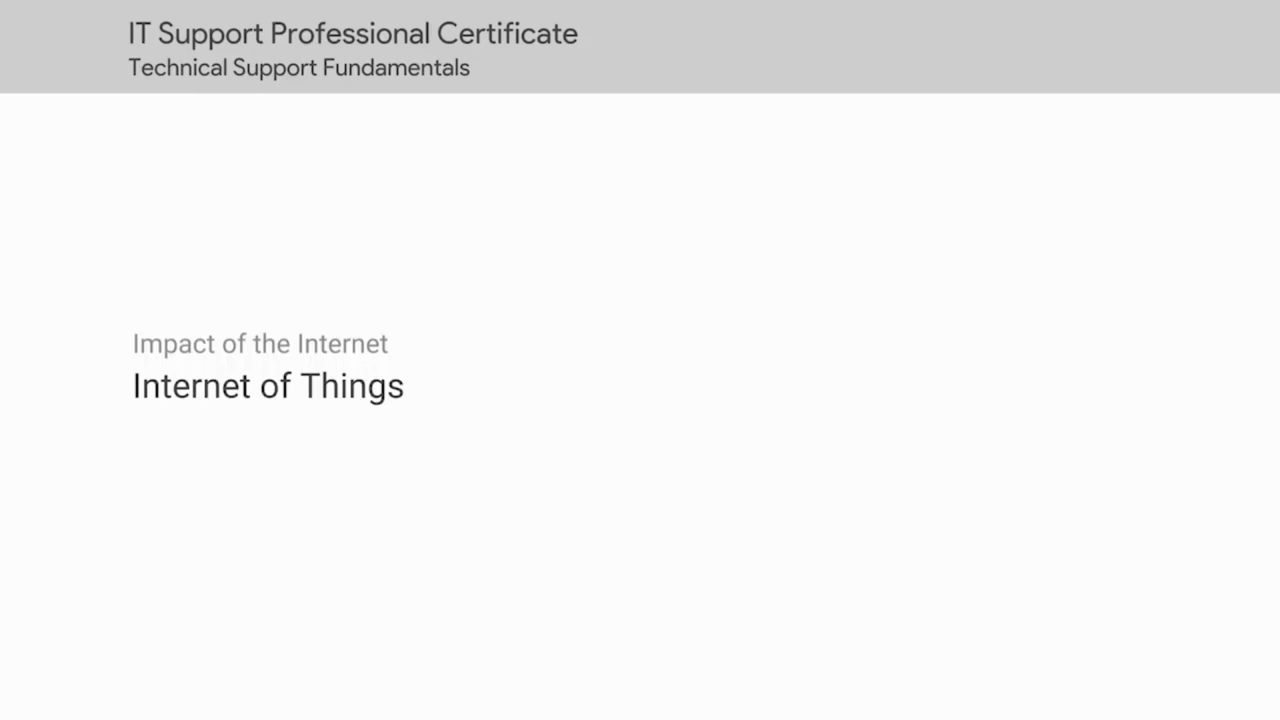 IT Support Professional Certificate
Technical Support Fundamentals
Impact of the Internet
Internet of Things